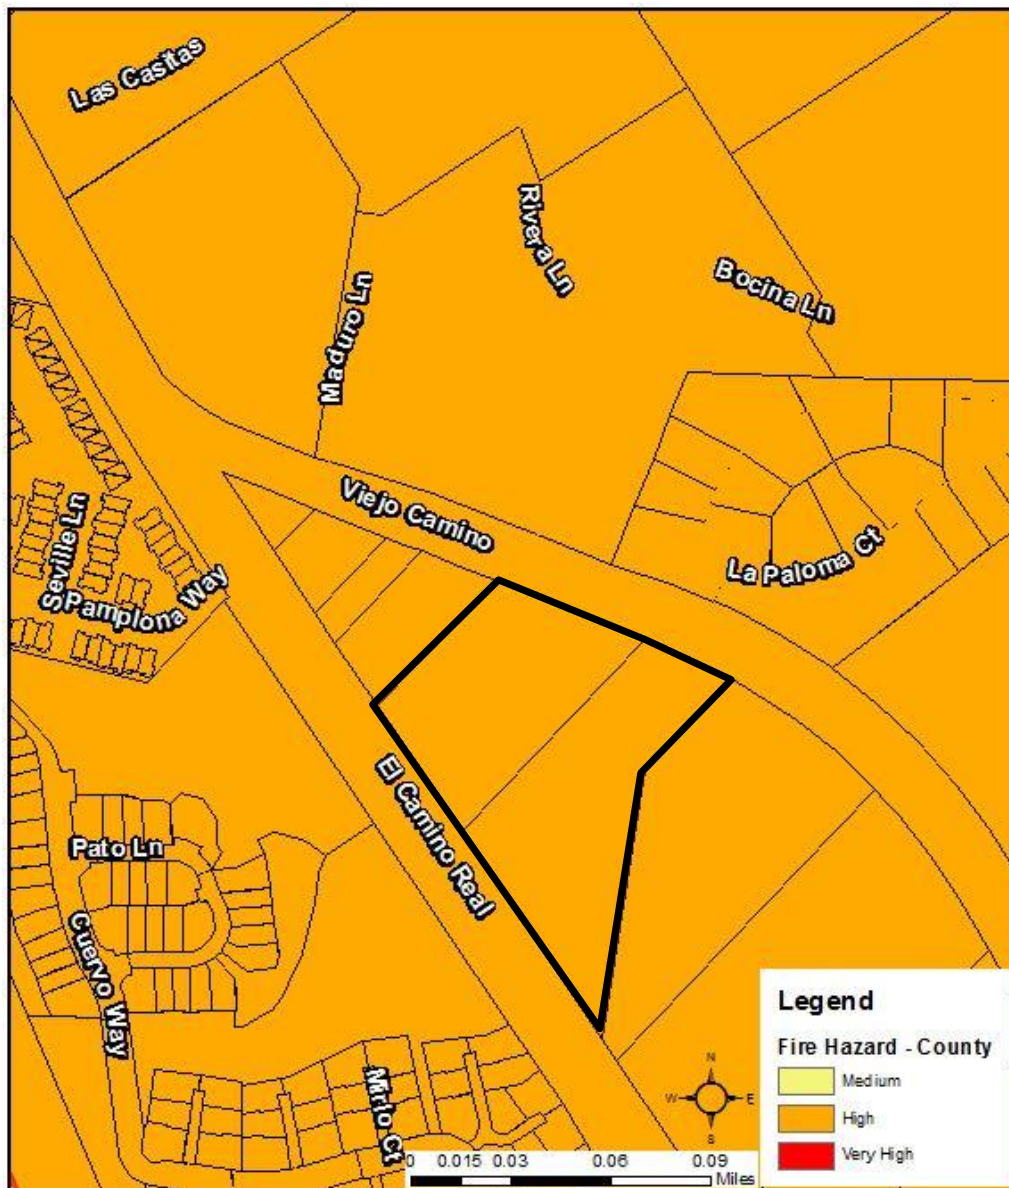 Las Casitas
Rivera Ln
Bocina Ln
Maduro Ln
Viejo Camino
La Paloma Ct
Seville Ln
Pamplona Way
El Camino Real
Pato Ln
Cuervo Way
Mirlo Ct
N
W E
S
0 0.015 0.03 0.06 0.09
Miles
Legend
Fire Hazard - County
Medium
High
Very High